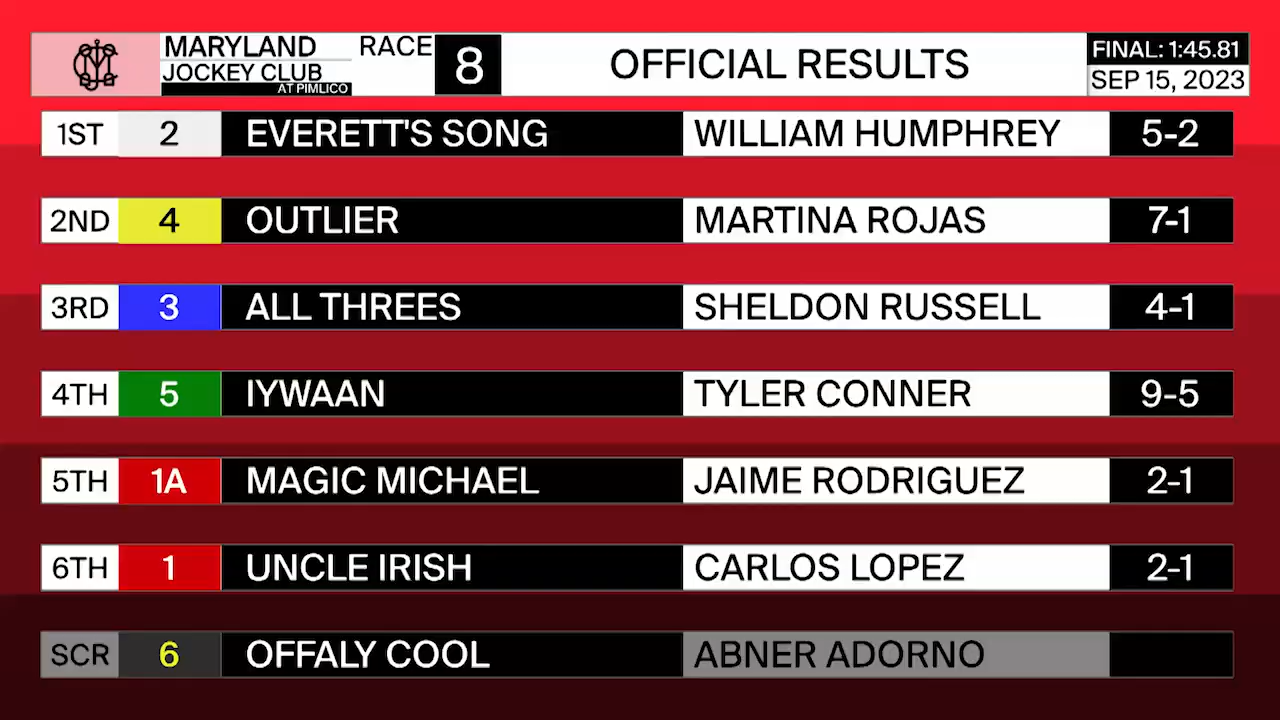 MARYLAND
JOCKEY CLUB
AT PIMLICO
RACE 8
OFFICIAL RESULTS
FINAL: 1:45.81
SEP 15, 2023
1ST 2 EVERETT'S SONG WILLIAM HUMPHREY 5-2
2ND 4 OUTLIER MARTINA ROJAS 7-1
3RD 3 ALL THREES SHELDON RUSSELL 4-1
4TH 5 IYWAAN TYLER CONNER 9-5
5TH 1A MAGIC MICHAEL JAIME RODRIGUEZ 2-1
6TH 1 UNCLE IRISH CARLOS LOPEZ 2-1
SCR 6 OFFALY COOL ABNER ADORNO